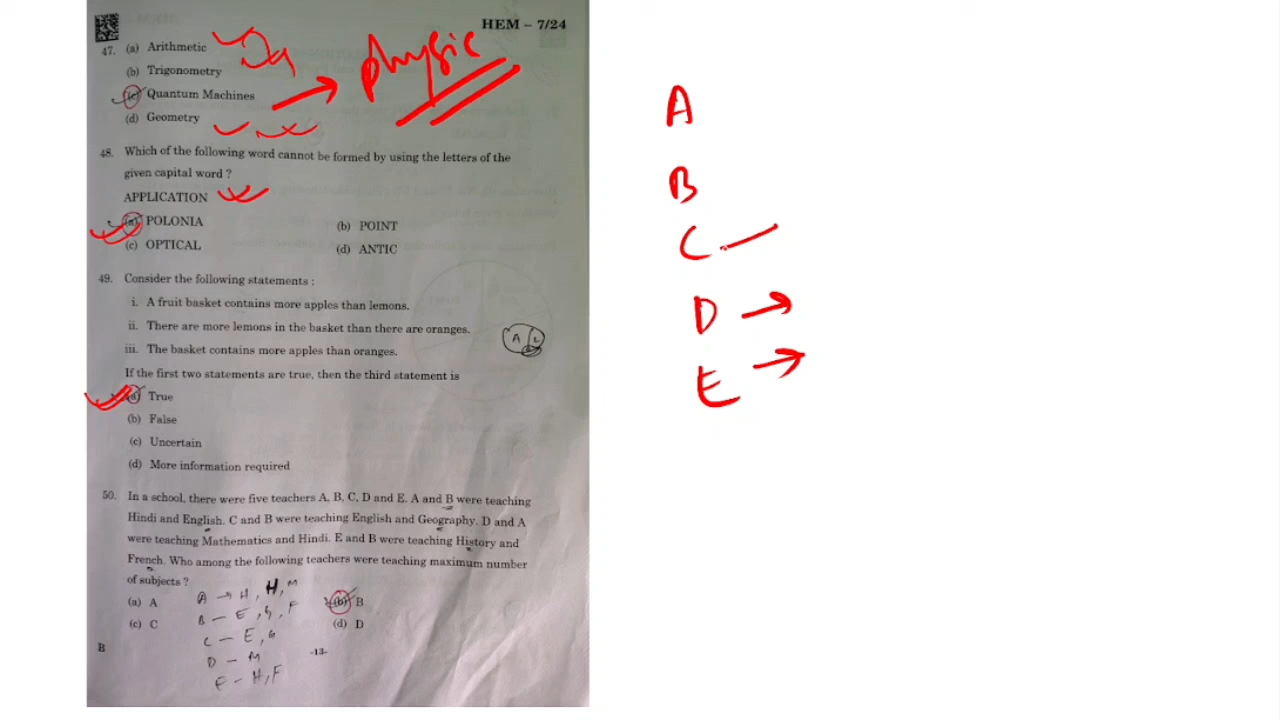 HEM – 7/24
47. (a) Arithmetic
(b) Trigonometry
(c) Quantum Machines
physic
(d) Geometry
48. Which of the following word cannot be formed by using the letters of the
given capital word ?
APPLICATION
(a) POLONIA (b) POINT
(c) OPTICAL (d) ANTIC
49. Consider the following statements :
i. A fruit basket contains more apples than lemons.
ii. There are more lemons in the basket than there are oranges.
iii. The basket contains more apples than oranges.
A L
If the first two statements are true, then the third statement is
(a) True
(b) False
(c) Uncertain
(d) More information required
50. In a school, there were five teachers A, B, C, D and E. A and B were teaching
Hindi and English. C and B were teaching English and Geography. D and A
were teaching Mathematics and Hindi. E and B were teaching History and
French. Who among the following teachers were teaching maximum number
of subjects ?
(a) A (b) B
(c) C (d) D
A → H, H, M
B – E, G, F
C – E, G
D – M
E – H, F
B -13-
A
B
C –
D →
E →